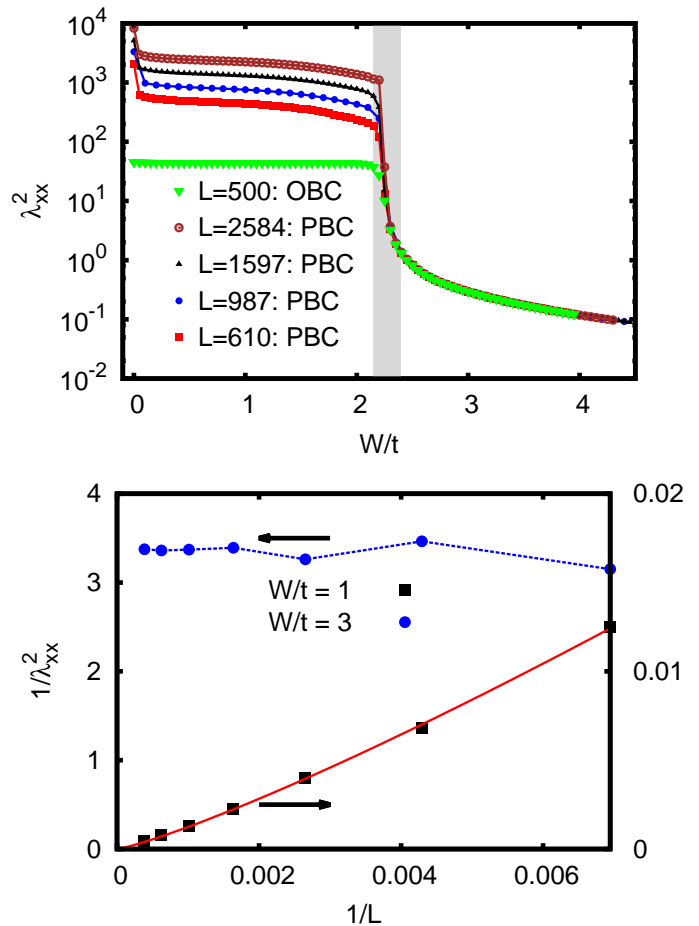 10^4
10^3
10^2
10^1
10^0
10^-1
10^-2
λ²xx
L=500: OBC
L=2584: PBC
L=1597: PBC
L=987: PBC
L=610: PBC
0 1 2 3 4
W/t
4
3
2
1
0
1/λ²xx
W/t = 1
W/t = 3
0.02
0.01
0
0 0.002 0.004 0.006
1/L